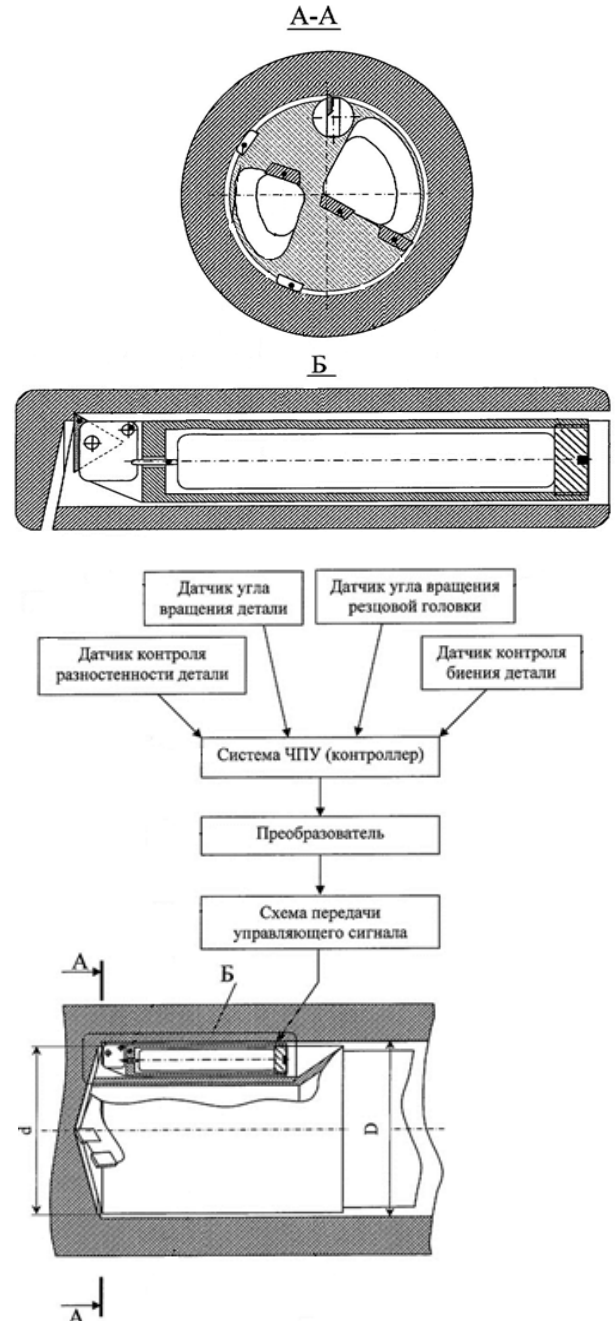 А-А
Б
Датчик угла
вращения детали
Датчик угла вращения
резцовой головки
Датчик контроля
разностенности детали
Датчик контроля
биения детали
Система ЧПУ (контроллер)
Преобразователь
Схема передачи
управляющего сигнала
А
Б
d
D
А